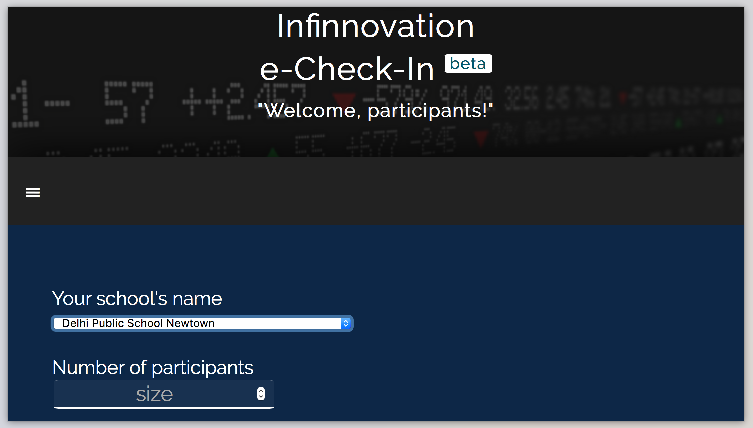 Infinnovation
e-Check-In beta
"Welcome, participants!"
Your school's name
Delhi Public School Newtown
Number of participants
size